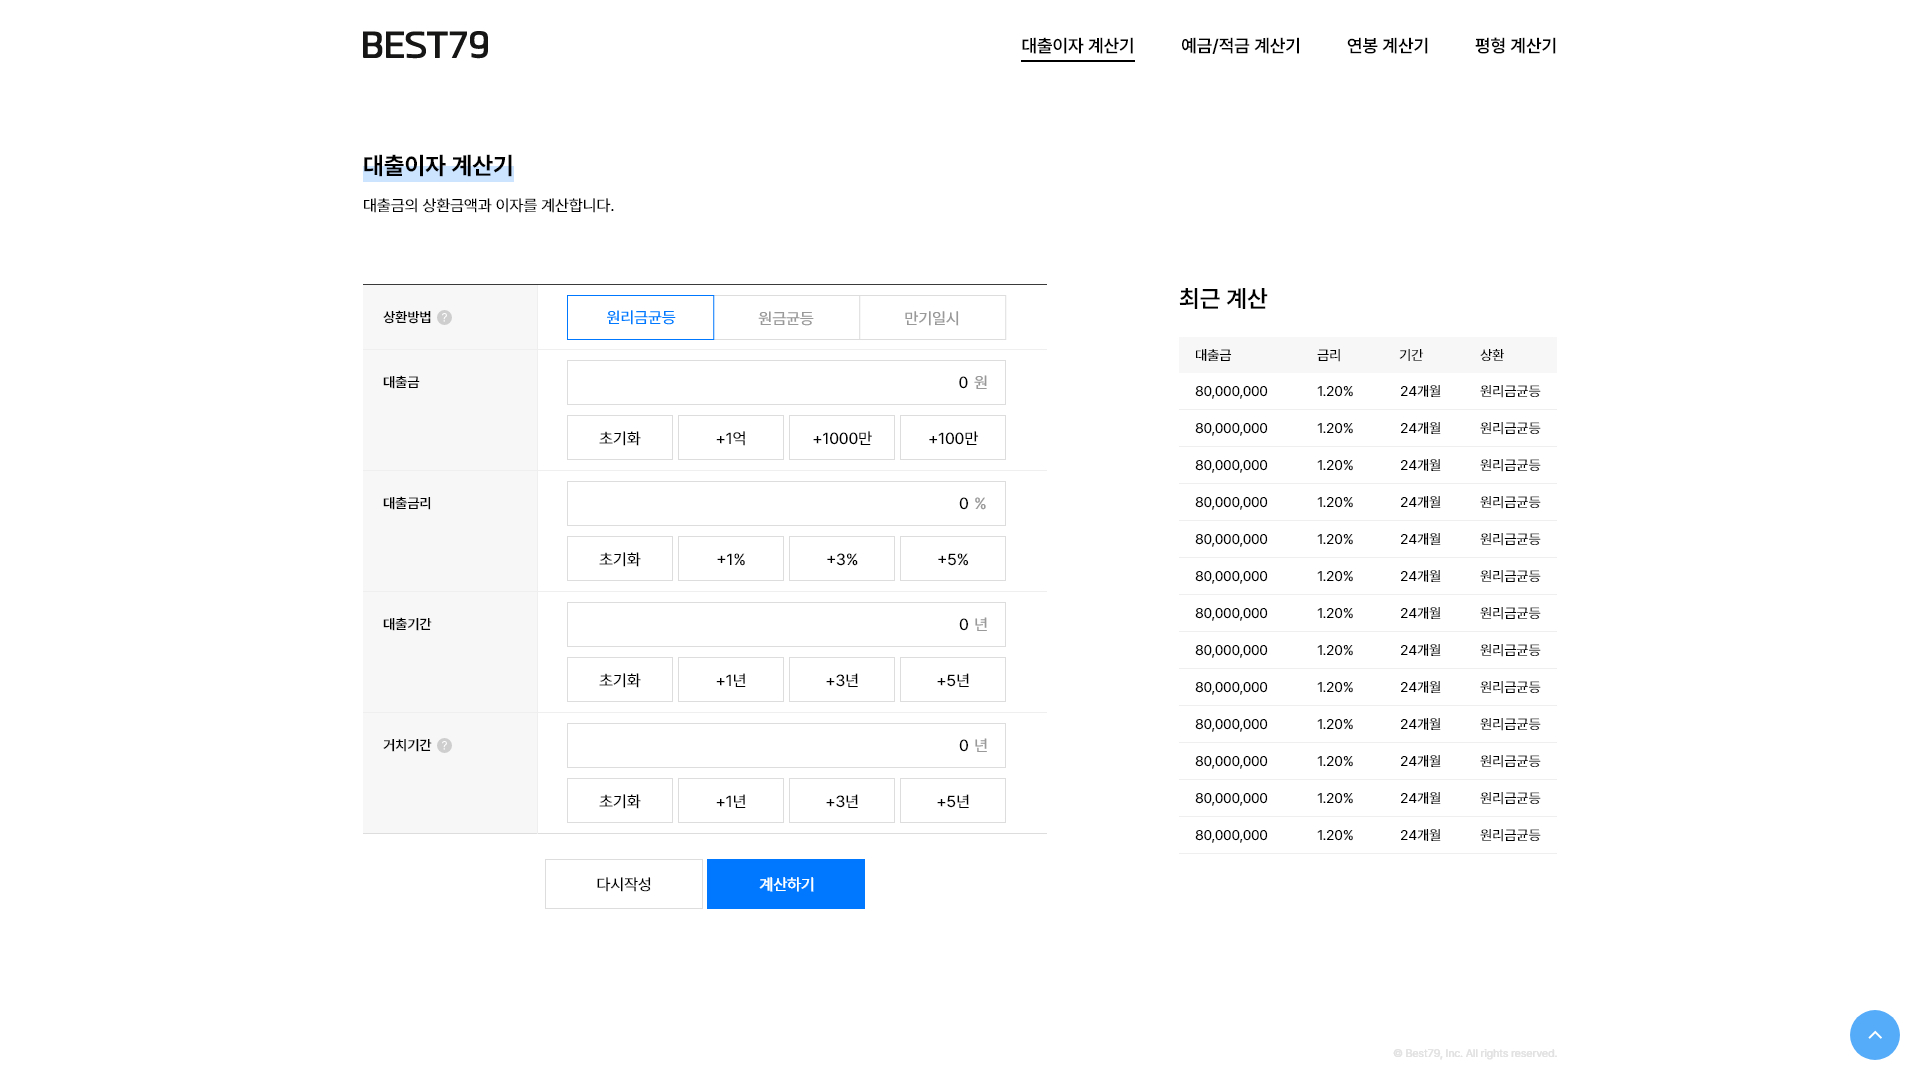 BEST79
대출이자 계산기 예금/적금 계산기 연봉 계산기 평형 계산기
대출이자 계산기
대출금의 상환금액과 이자를 계산합니다.
상환방법 ?
원리금균등 원금균등 만기일시
대출금
0 원
초기화 +1억 +1000만 +100만
대출금리
0 %
초기화 +1% +3% +5%
대출기간
0 년
초기화 +1년 +3년 +5년
거치기간 ?
0 년
초기화 +1년 +3년 +5년
다시작성 계산하기
최근 계산
대출금 금리 기간 상환
80,000,000 1.20% 24개월 원리금균등
80,000,000 1.20% 24개월 원리금균등
80,000,000 1.20% 24개월 원리금균등
80,000,000 1.20% 24개월 원리금균등
80,000,000 1.20% 24개월 원리금균등
80,000,000 1.20% 24개월 원리금균등
80,000,000 1.20% 24개월 원리금균등
80,000,000 1.20% 24개월 원리금균등
80,000,000 1.20% 24개월 원리금균등
80,000,000 1.20% 24개월 원리금균등
80,000,000 1.20% 24개월 원리금균등
80,000,000 1.20% 24개월 원리금균등
80,000,000 1.20% 24개월 원리금균등
© Best79, Inc. All rights reserved.